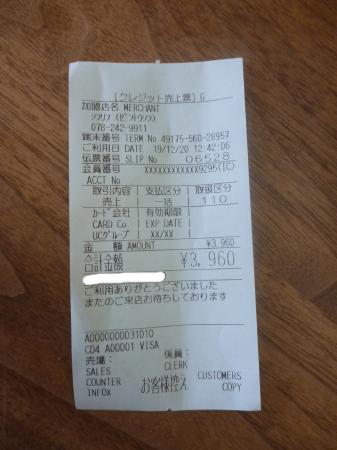 [クレジット売上票] G
加盟店名 MERCHANT
078-242-9911
端末番号 TERM No 49175-560-28957
ご利用日 DATE 19/12/20 12:42:06
伝票番号 SLIP No 06528
会員番号 XXXXXXXXXXXX9295(IC)
ACCT No
取引内容 支払区分 取扱区分
売上 一括 110
カード会社 有効期限
CARD Co EXP DATE
UCグループ XX/XX
金 額 AMOUNT ¥3,960
合計金額 ¥3,960
ご利用ありがとうございました
またのご来店お待ちしております
A0000000031010
C04 A00001 VISA
売場: 係員:
SALES CLERK
COUNTER お客様控え CUSTOMERS
INFOX COPY